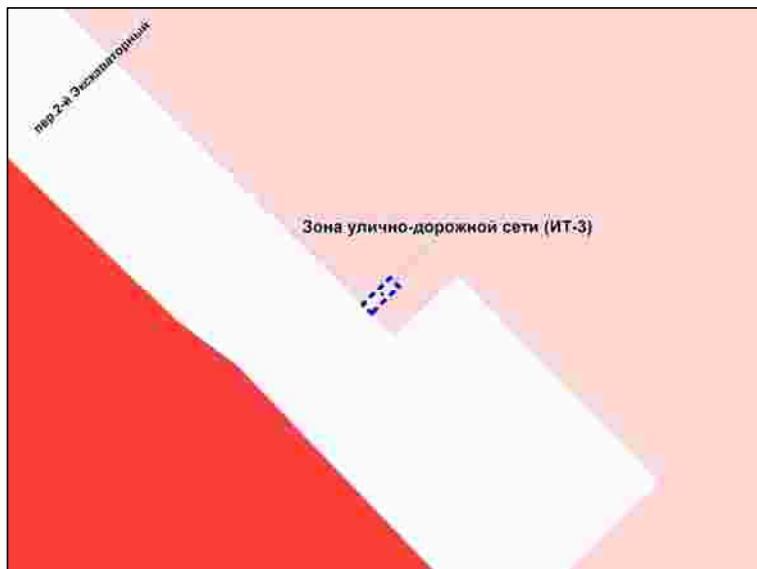 пер.2-й Экскаваторный
Зона улично-дорожной сети (ИТ-3)